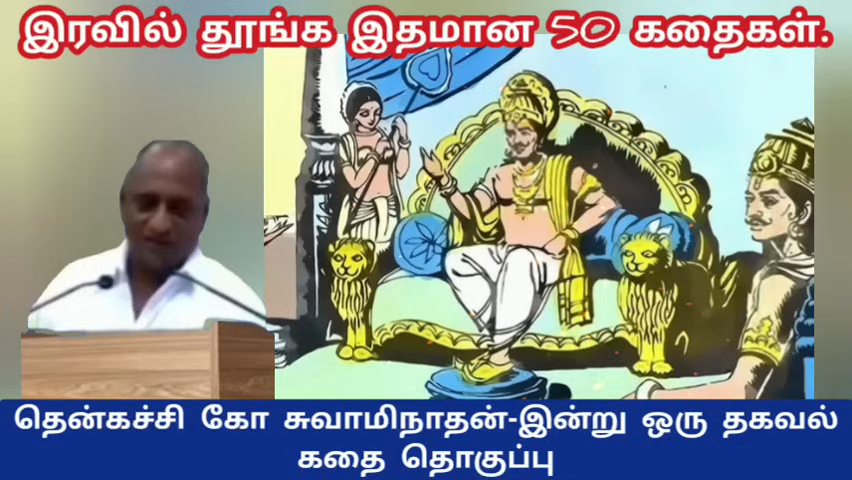 இரவில் தூங்க இதமான 50 கதைகள்.
தென்கச்சி கோ சுவாமிநாதன்-இன்று ஒரு தகவல்
கதை தொகுப்பு